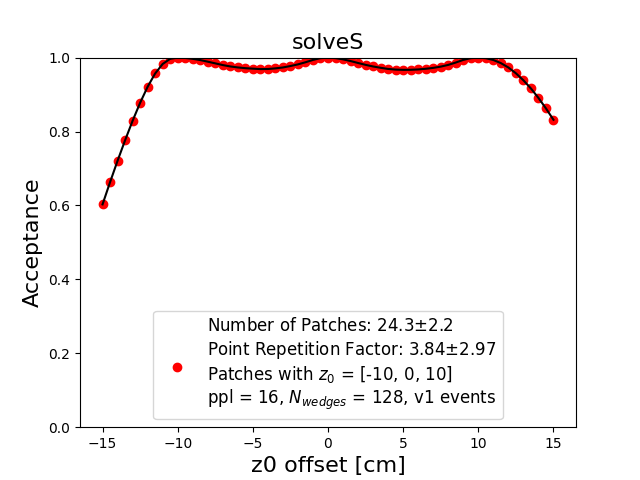 solveS
1.0
0.8
0.6
0.4
0.2
0.0
Acceptance
Number of Patches: 24.3±2.2
Point Repetition Factor: 3.84±2.97
Patches with z₀ = [-10, 0, 10]
ppl = 16, N_wedges = 128, v1 events
−15 −10 −5 0 5 10 15
z0 offset [cm]